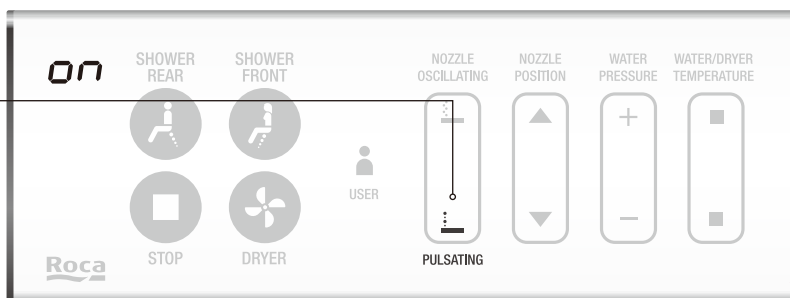 on
SHOWER
REAR
SHOWER
FRONT
NOZZLE
OSCILLATING
NOZZLE
POSITION
WATER
PRESSURE
WATER/DRYER
TEMPERATURE
USER
STOP
DRYER
PULSATING
Roca